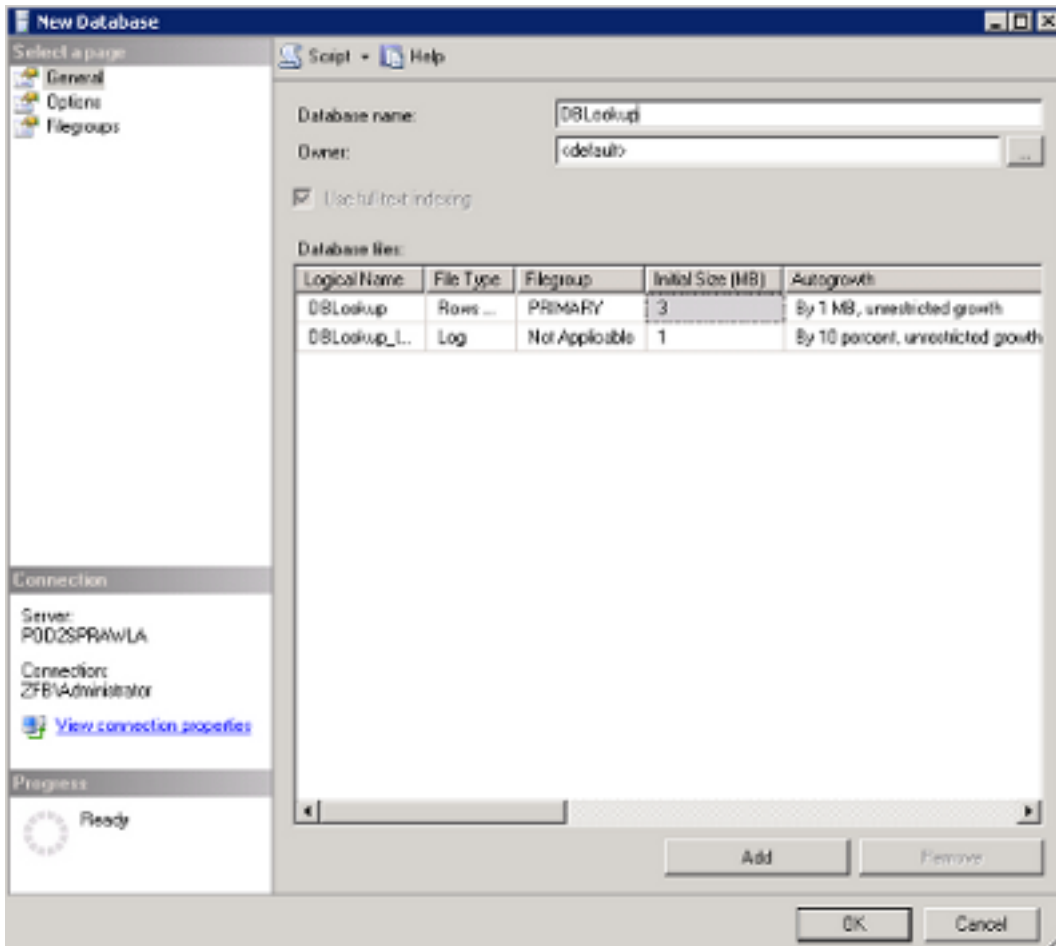 New Database
Select a page
General
Options
Filegroups
Script Help
Database name: DBLookup
Owner: <default> ...
Use full-text indexing
Database files:
Logical Name File Type Filegroup Initial Size (MB) Autogrowth
DBLookup Rows ... PRIMARY 3 By 1 MB, unrestricted growth
DBLookup_l... Log Not Applicable 1 By 10 percent, unrestricted growth
Connection
Server:
P0D2SPRAWLA
Connection:
ZFB\Administrator
View connection properties
Progress
Ready
Add Remove
OK Cancel